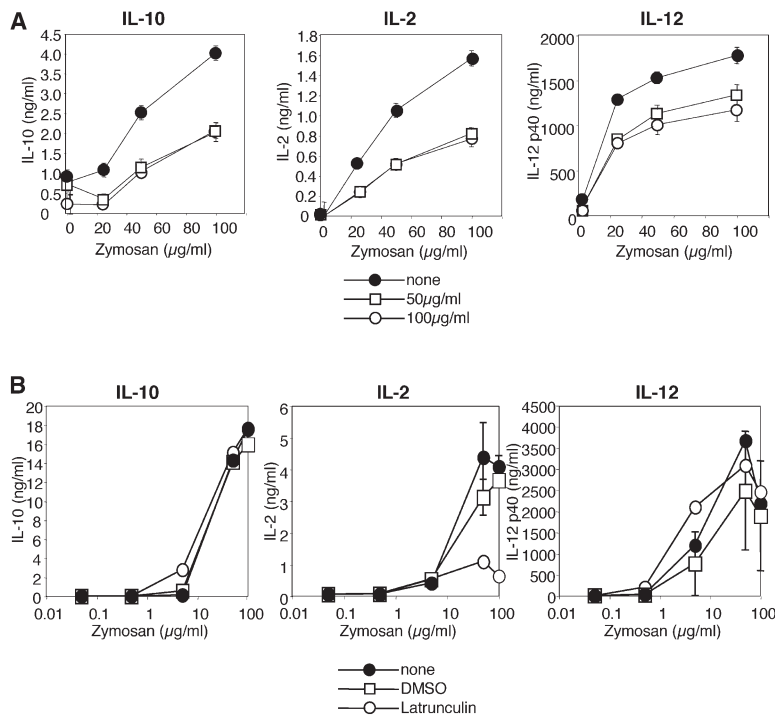 A
IL-10
IL-2
IL-12
4.5
4.0
3.5
3.0
2.5
2.0
1.5
1.0
0.5
0
IL-10 (ng/ml)
0 20 40 60 80 100
Zymosan (µg/ml)
1.8
1.6
1.4
1.2
1.0
0.8
0.6
0.4
0.2
0
IL-2 (ng/ml)
0 20 40 60 80 100
Zymosan (µg/ml)
2000
1500
1000
500
0
IL-12 p40 (ng/ml)
0 20 40 60 80 100
Zymosan (µg/ml)
none
50µg/ml
100µg/ml
B
IL-10
IL-2
IL-12
18
16
14
12
10
8
6
4
2
0
IL-10 (ng/ml)
0.01 0.1 1 10 100
Zymosan (µg/ml)
6
5
4
3
2
1
0
IL-2 (ng/ml)
0.01 0.1 1 10 100
Zymosan (µg/ml)
4500
4000
3500
3000
2500
2000
1500
1000
500
0
IL-12 p40 (ng/ml)
0.01 0.1 1 10 100
Zymosan (µg/ml)
none
DMSO
Latrunculin